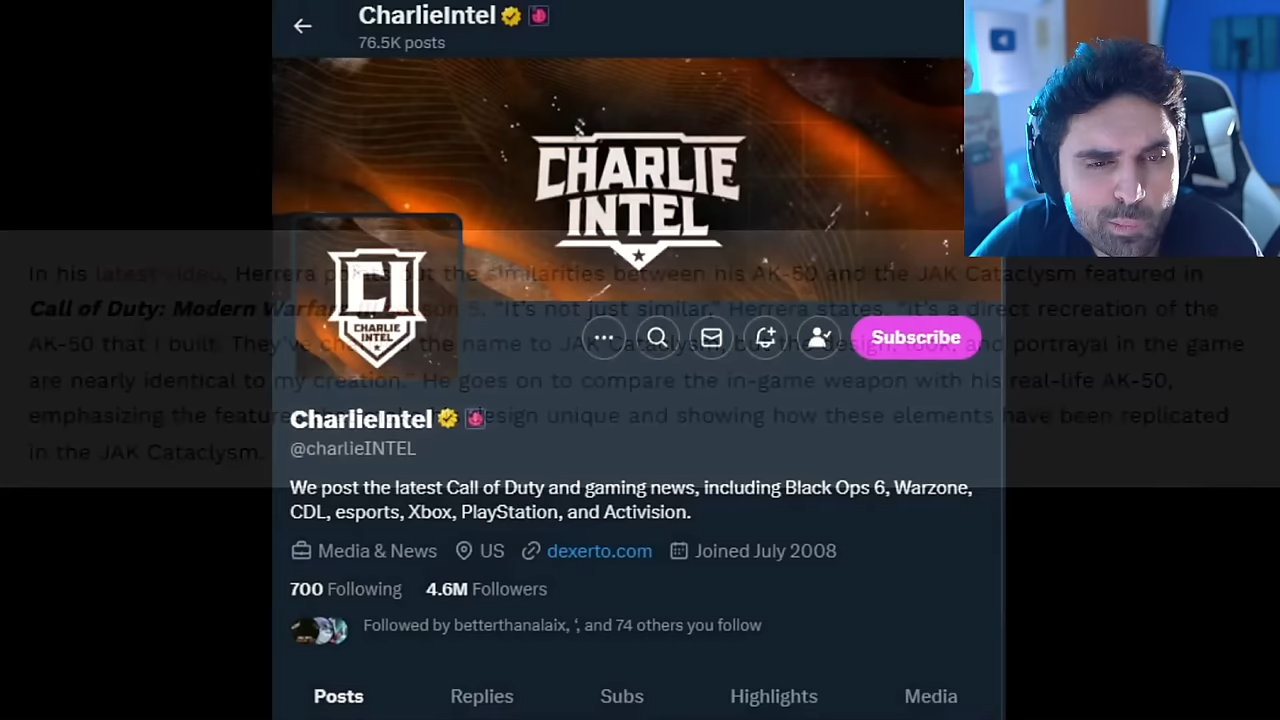 CharlieIntel
76.5K posts
CHARLIE
INTEL
In his latest video, Herrera points out the similarities between his AK-50 and the JAK Cataclysm featured in
Call of Duty: Modern Warfare 5. "It's not just similar," Herrera states. "It's a direct recreation of the
AK-50 that I built. They've the name to JAK Cataclysm, but the design, and portrayal in the game
are nearly identical to my creation." He goes on to compare the in-game weapon with his real-life AK-50,
emphasizing the design unique and showing how these elements have been replicated
in the JAK Cataclysm.
CI
CHARLIE
INTEL
Subscribe
CharlieIntel
@charlieINTEL
We post the latest Call of Duty and gaming news, including Black Ops 6, Warzone,
CDL, esports, Xbox, PlayStation, and Activision.
Media & News US dexerto.com Joined July 2008
700 Following 4.6M Followers
Followed by betterthanalaix, ‘, and 74 others you follow
Posts Replies Subs Highlights Media